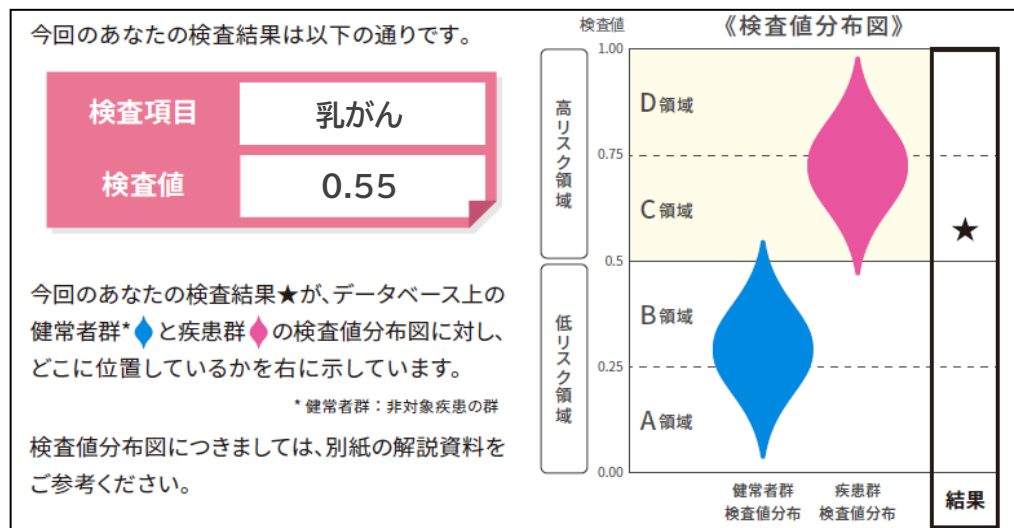 今回のあなたの検査結果は以下の通りです。
検査項目
乳がん
検査値
0.55
今回のあなたの検査結果★が、データベース上の
健常者群*と疾患群の検査値分布図に対し、
どこに位置しているかを右に示しています。
* 健常者群：非対象疾患の群
検査値分布図につきましては、別紙の解説資料を
ご参考ください。
検査値
《検査値分布図》
1.00
高リスク領域
D領域
0.75
C領域
★
0.5
低リスク領域
B領域
0.25
A領域
0.00
健常者群
検査値分布
疾患群
検査値分布
結果